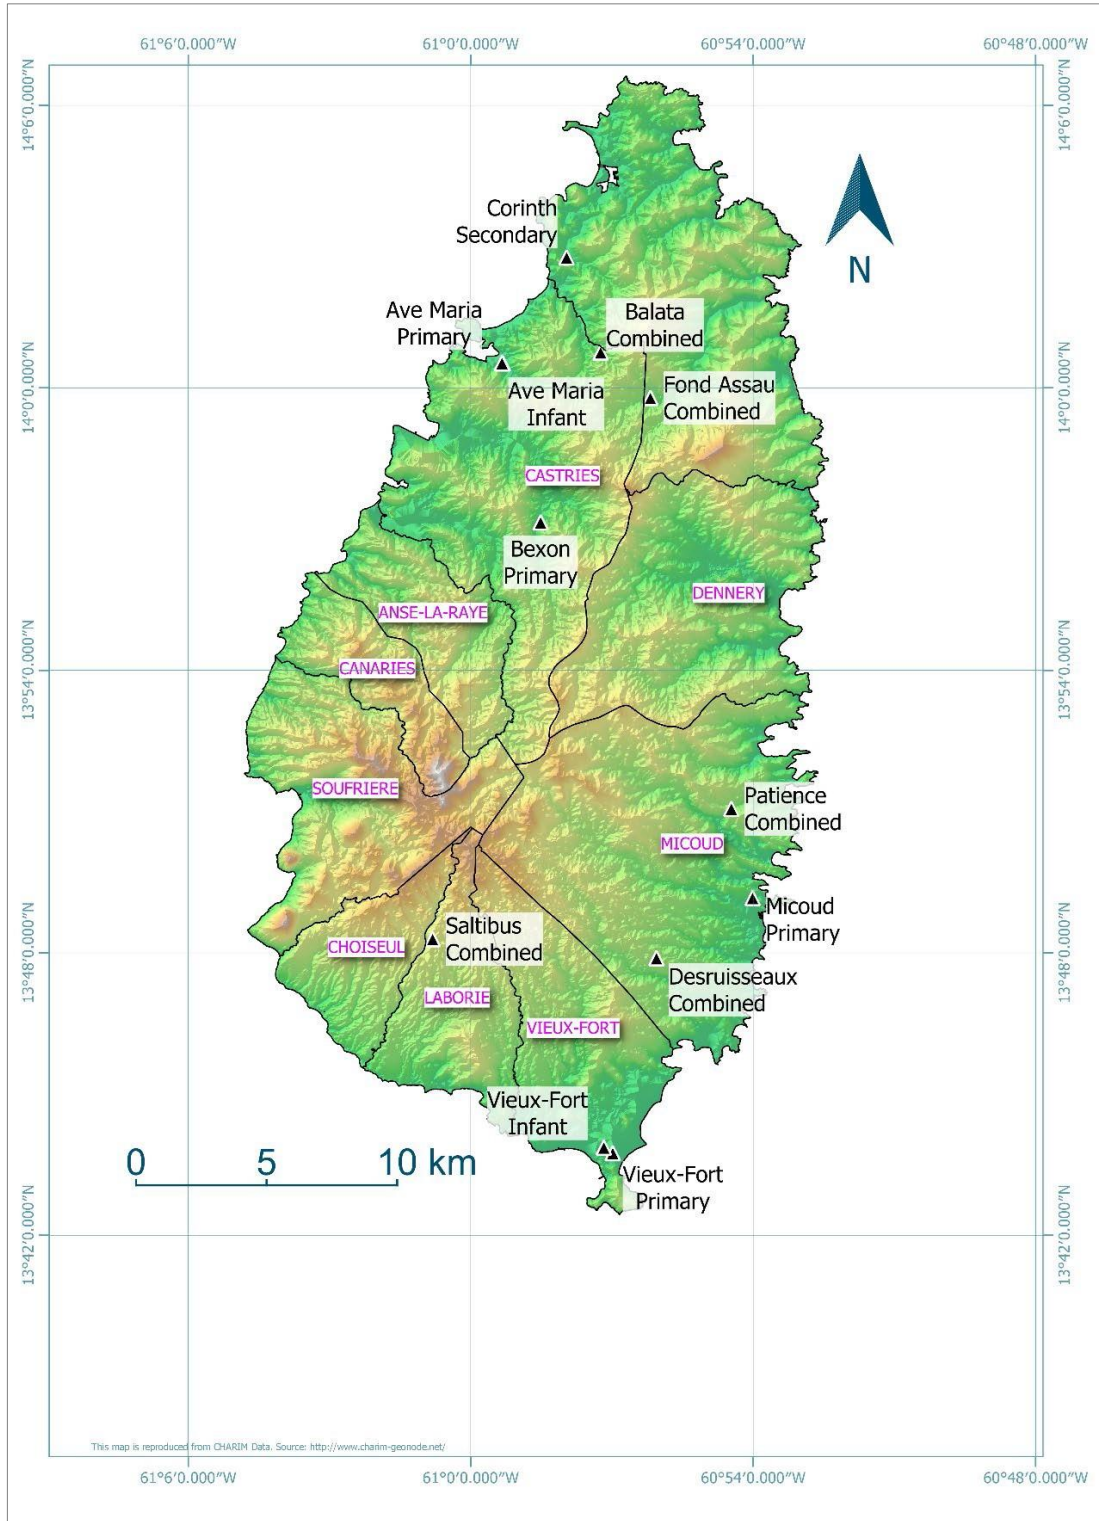 61°6'0.000"W
61°0'0.000"W
60°54'0.000"W
60°48'0.000"W
14°6'0.000"N
14°6'0.000"N
Corinth
Secondary
N
Ave Maria
Primary
Balata
Combined
Ave Maria
Infant
Fond Assau
Combined
14°0'0.000"N
14°0'0.000"N
CASTRIES
Bexon
Primary
DENNERY
ANSE-LA-RAYE
CANARIES
13°54'0.000"N
13°54'0.000"N
SOUFRIERE
Patience
Combined
MICOUD
Micoud
Primary
Saltibus
Combined
CHOISEUL
13°48'0.000"N
13°48'0.000"N
Desruisseaux
Combined
LABORIE
VIEUX-FORT
Vieux-Fort
Infant
0 5 10 km
Vieux-Fort
Primary
13°42'0.000"N
13°42'0.000"N
This map is reproduced from CHARIM Data. Source: http://www.charim-geonode.net/
61°6'0.000"W
61°0'0.000"W
60°54'0.000"W
60°48'0.000"W